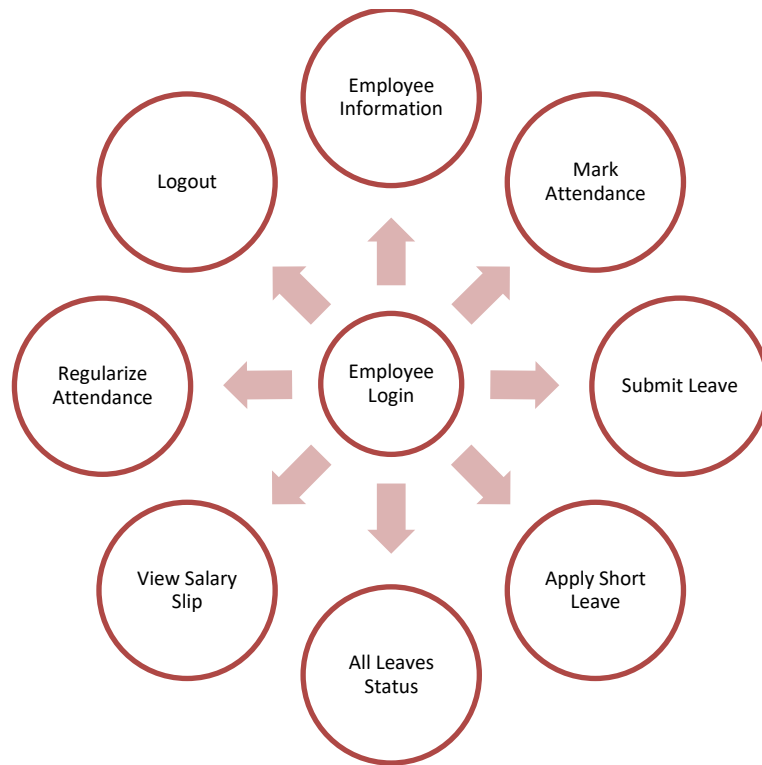 Employee
Information
Mark
Attendance
Submit Leave
Apply Short
Leave
All Leaves
Status
View Salary
Slip
Regularize
Attendance
Logout
Employee
Login